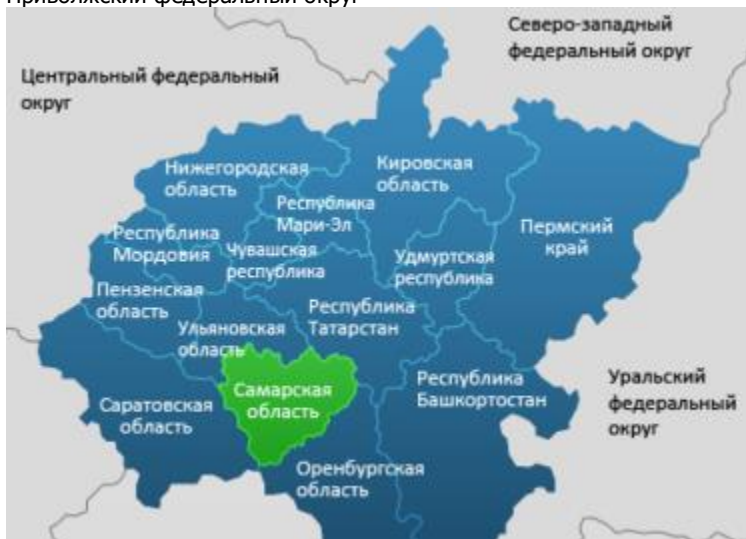 Приволжский федеральный округ
Северо-западный
федеральный округ
Центральный федеральный
округ
Нижегородская
область
Кировская
область
Республика
Мари-Эл
Пермский
край
Республика
Мордовия
Чувашская
республика
Удмуртская
республика
Пензенская
область
Республика
Татарстан
Ульяновская
область
Самарская
область
Республика
Башкортостан
Уральский
федеральный
округ
Саратовская
область
Оренбургская
область